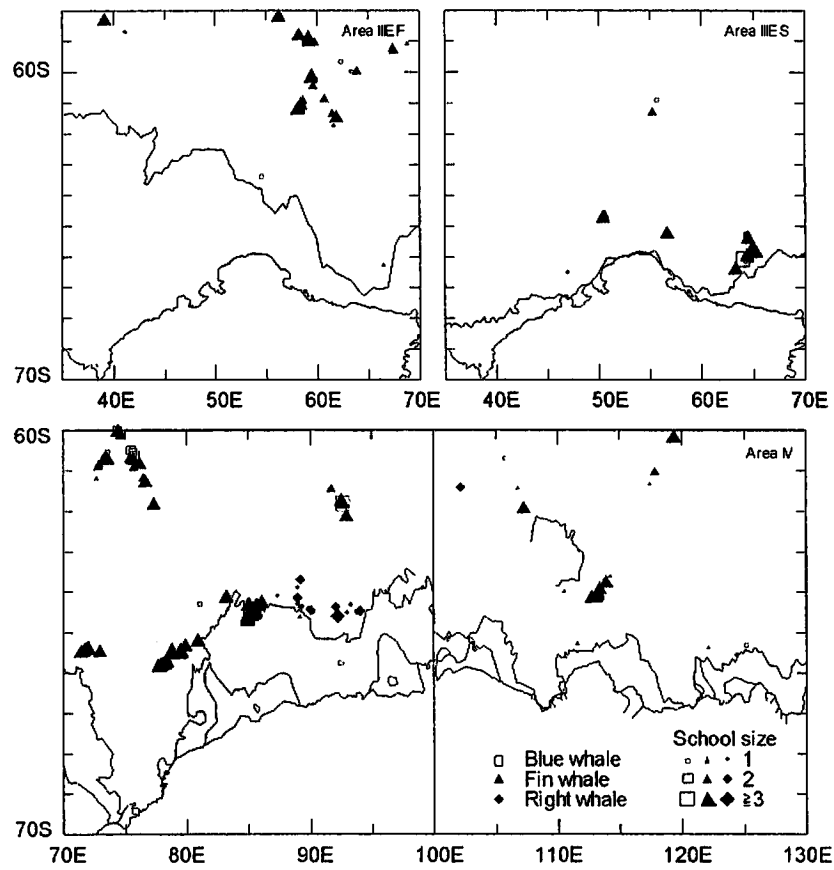 Area IIIEF
Area IIIES
60S
70S
40E 50E 60E 70E
50E 60E 70E
60S
Area IV
School size
Blue whale 1
Fin whale 2
Right whale ≧3
70S
70E 80E 90E 100E 110E 120E 130E